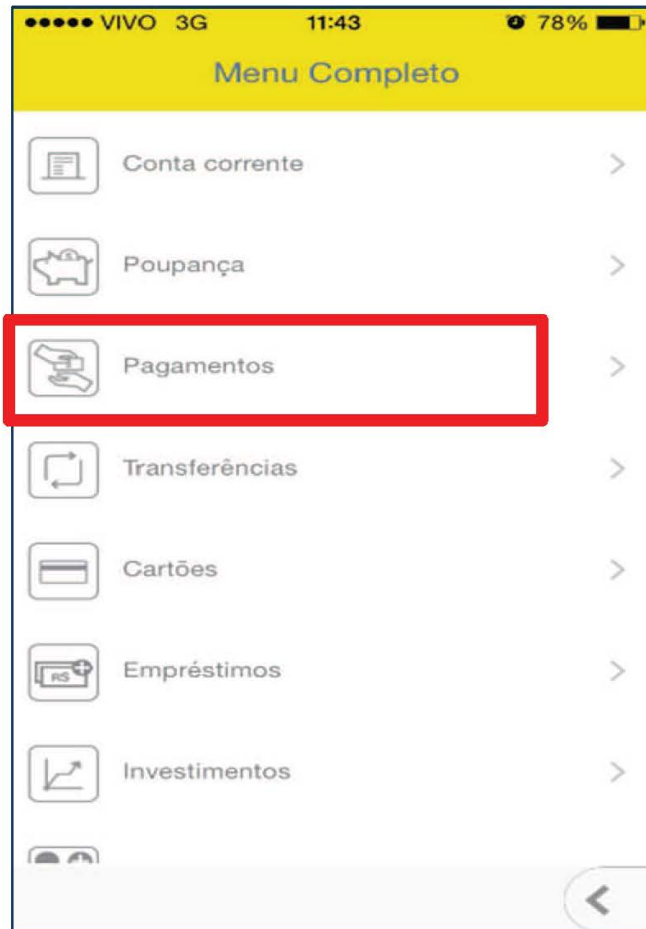 VIVO 3G 11:43 78%
Menu Completo
Conta corrente
Poupança
Pagamentos
Transferências
Cartões
R$
Empréstimos
Investimentos